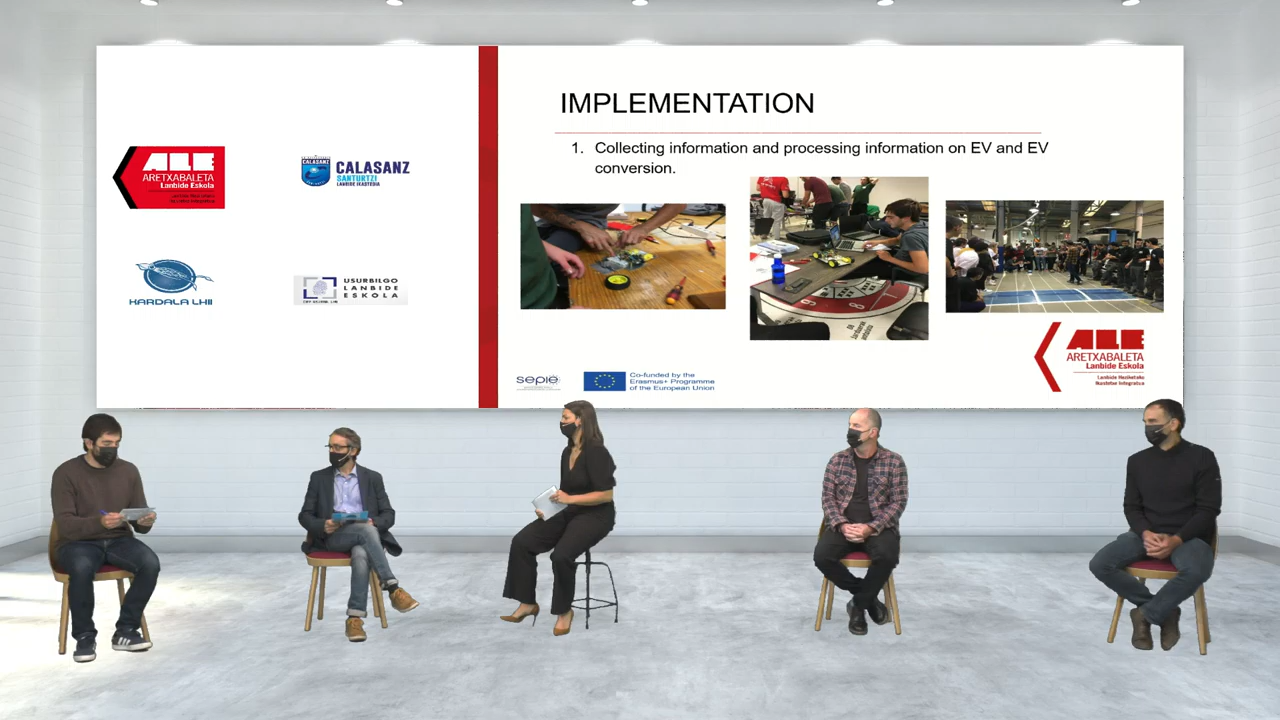 ALE
ARETXABALETA
Lanbide Eskola
CALASANZ
CALASANZ
SANTURTZI
LANBIDE IKASTEGIA
KARDALA LHII
USURBILGO
LANBIDE
ESKOLA
IMPLEMENTATION
1. Collecting information and processing information on EV and EV
conversion.
sepie
Co-funded by the
Erasmus+ Programme
of the European Union
ALE
ARETXABALETA
Lanbide Eskola
Lanbide Heziketako
Ikastetxe Integratua